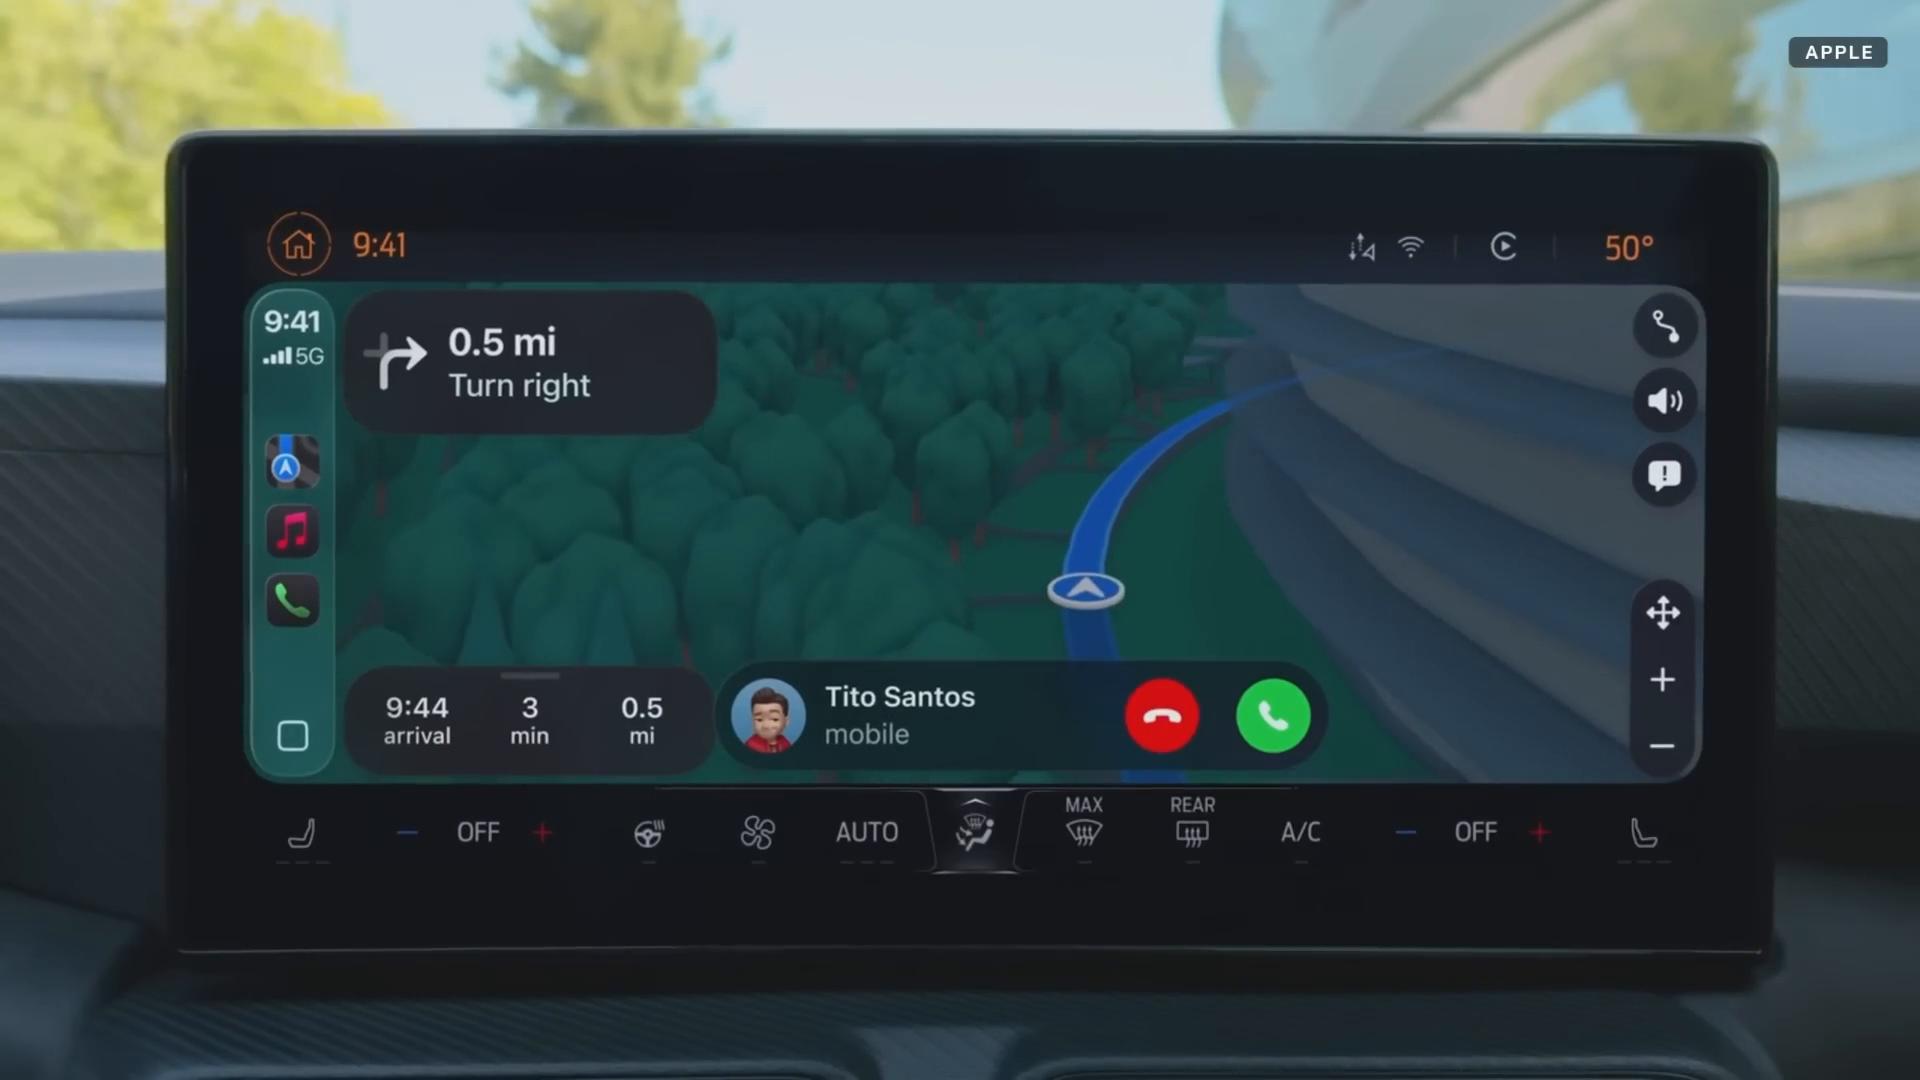 APPLE
9:41
50°
9:41
5G
0.5 mi
Turn right
9:44
arrival
3
min
0.5
mi
Tito Santos
mobile
OFF
AUTO
MAX
REAR
A/C
OFF